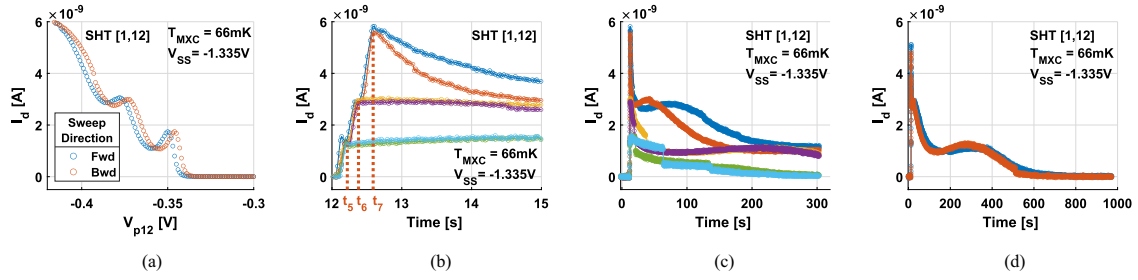 ×10⁻⁹
6
4
2
0
I_d [A]
SHT [1,12]
T_MXC = 66mK
V_SS = -1.335V
Sweep
Direction
Fwd
Bwd
-0.4
-0.35
-0.3
V_p12 [V]
(a)
×10⁻⁹
6
4
2
0
I_d [A]
SHT [1,12]
T_MXC = 66mK
V_SS = -1.335V
12
13
14
15
t_5
t_6
t_7
Time [s]
(b)
×10⁻⁹
6
4
2
0
I_d [A]
SHT [1,12]
T_MXC = 66mK
V_SS = -1.335V
0
100
200
300
Time [s]
(c)
×10⁻⁹
6
4
2
0
I_d [A]
SHT [1,12]
T_MXC = 66mK
V_SS = -1.335V
0
200
400
600
800
1000
Time [s]
(d)